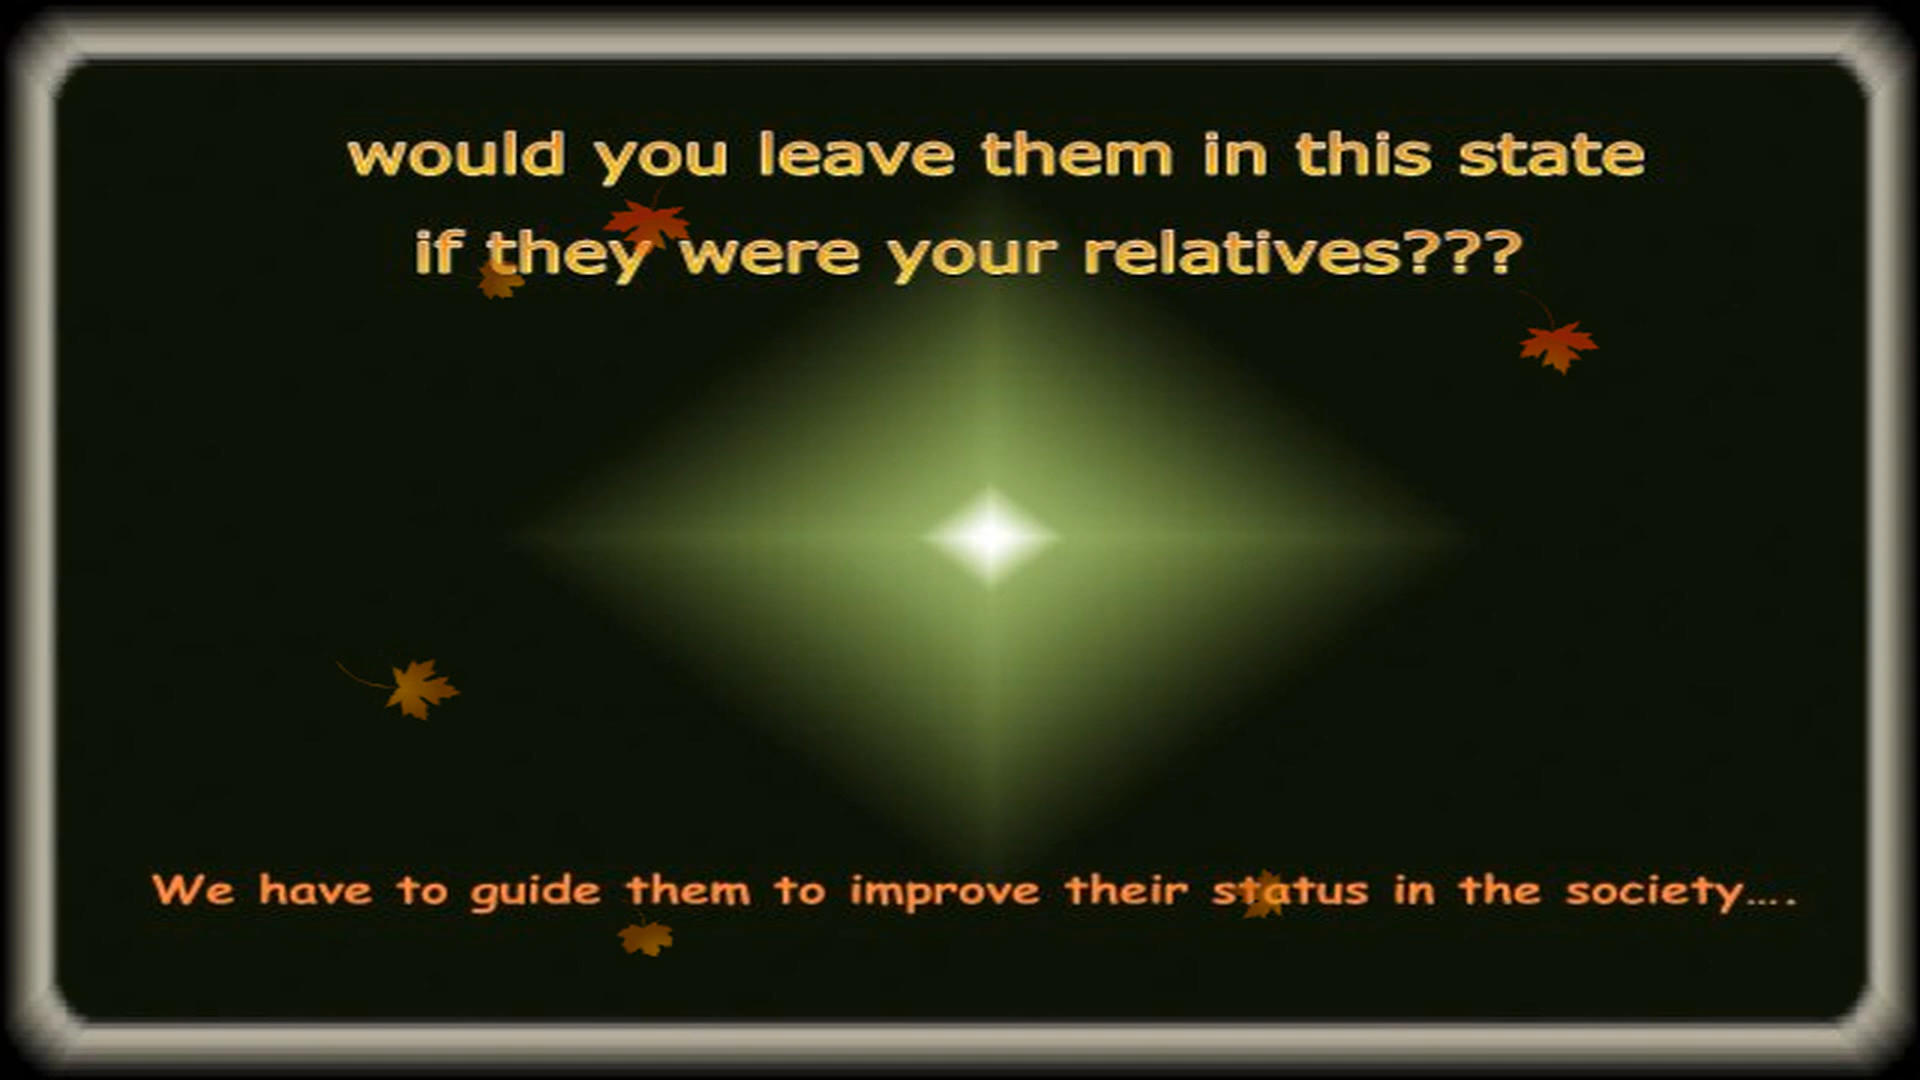 would you leave them in this state
if they were your relatives???
We have to guide them to improve their status in the society....